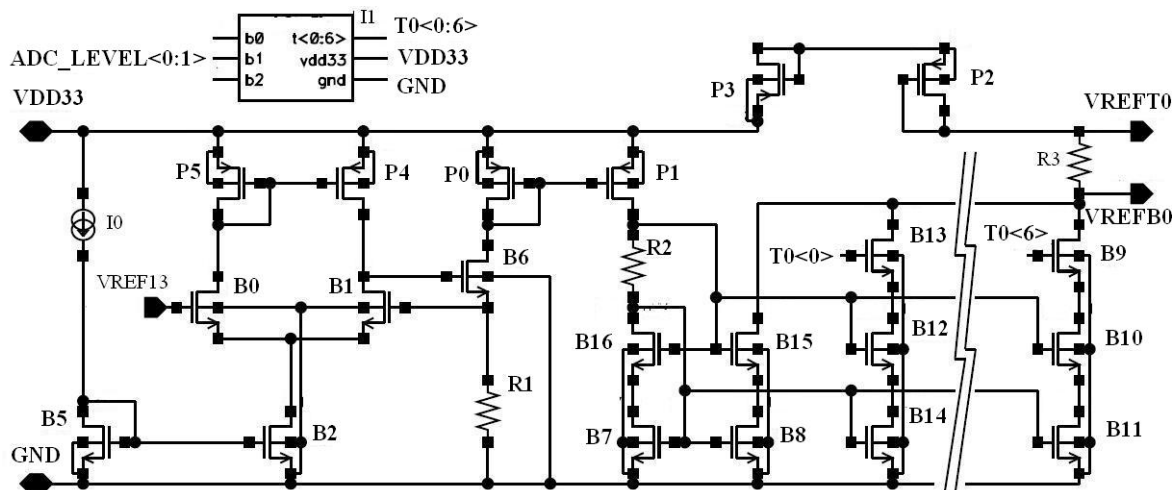 I1
T0<0:6>
b0 t<0:6>
ADC_LEVEL<0:1> b1 vdd33 VDD33
b2 gnd GND
VDD33
P3 P2
VREFT0
P5 P4 P0 P1
R3
I0
VREFB0
R2
B13
T0<0>
T0<6>
B9
B6
VREF13
B0 B1
B16 B15 B12 B10
R1
B5 B2 B7 B8 B14 B11
GND